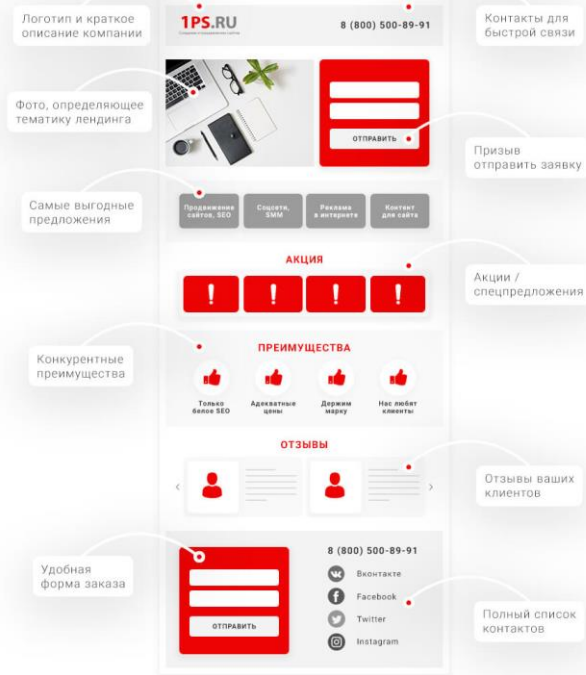 Логотип и краткое
описание компании
1PS.RU
8 (800) 500-89-91
Контакты для
быстрой связи
Фото, определяющее
тематику лендинга
ОТПРАВИТЬ
Призыв
отправить заявку
Самые выгодные
предложения
Продвижение
сайтов, SEO
Соцсети,
SMM
Реклама
в интернете
Контент
для сайта
АКЦИЯ
! ! ! !
Акции /
спецпредложения
Конкурентные
преимущества
ПРЕИМУЩЕСТВА
Только
белое SEO
Адекватные
цены
Держим
марку
Нас любят
клиенты
ОТЗЫВЫ
Отзывы ваших
клиентов
Удобная
форма заказа
ОТПРАВИТЬ
8 (800) 500-89-91
Вконтакте
Facebook
Twitter
Instagram
Полный список
контактов